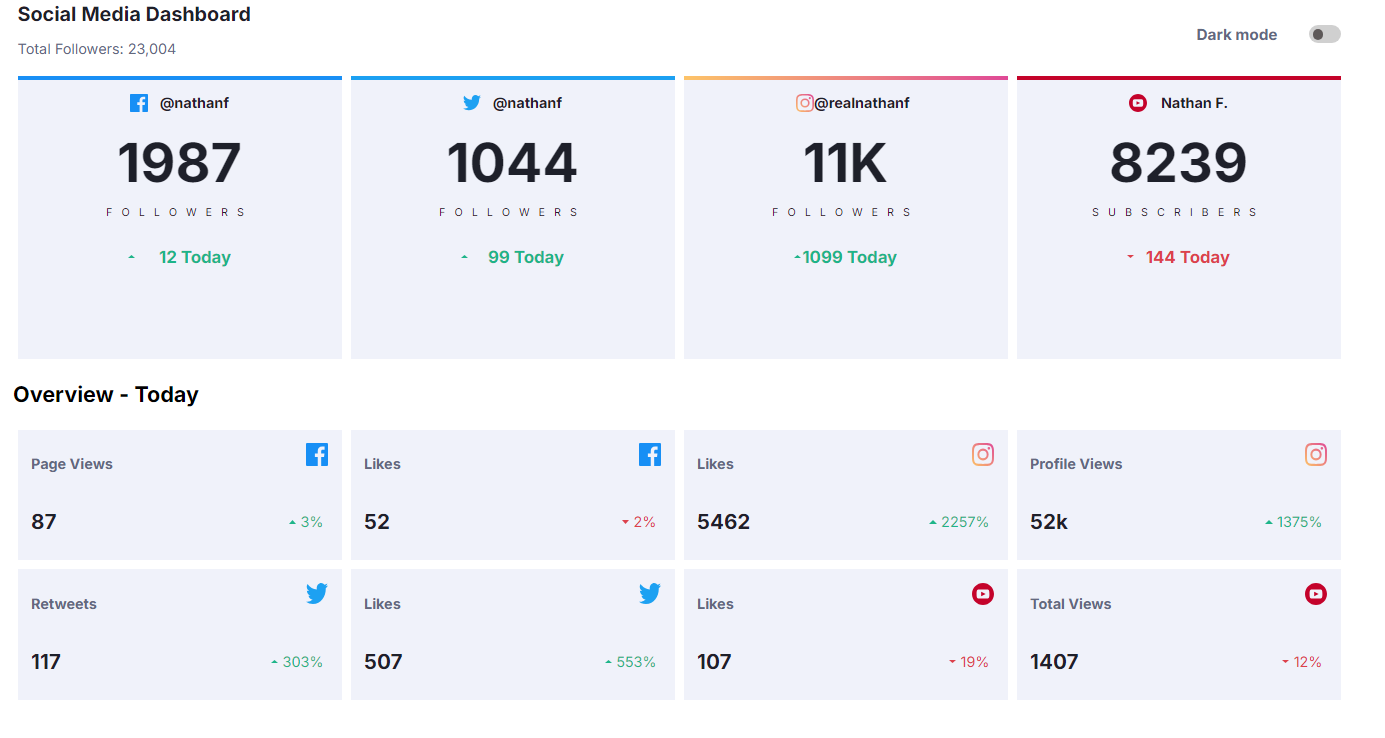 Social Media Dashboard
Total Followers: 23,004
Dark mode
@nathanf
1987
FOLLOWERS
12 Today
@nathanf
1044
FOLLOWERS
99 Today
@realnathanf
11K
FOLLOWERS
1099 Today
Nathan F.
8239
SUBSCRIBERS
144 Today
Overview - Today
Page Views
87
3%
Likes
52
2%
Likes
5462
2257%
Profile Views
52k
1375%
Retweets
117
303%
Likes
507
553%
Likes
107
19%
Total Views
1407
12%